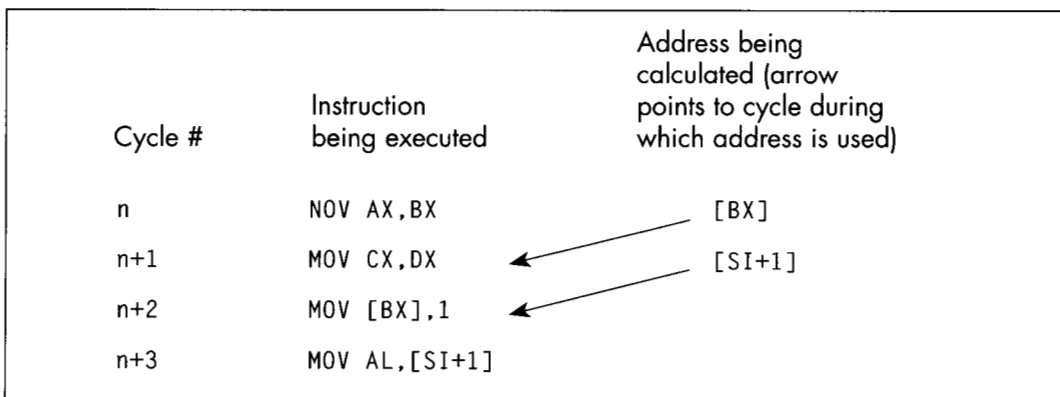 Cycle #
Instruction
being executed
Address being
calculated (arrow
points to cycle during
which address is used)
n NOV AX,BX [BX]
n+1 MOV CX,DX [SI+1]
n+2 MOV [BX],1
n+3 MOV AL,[SI+1]